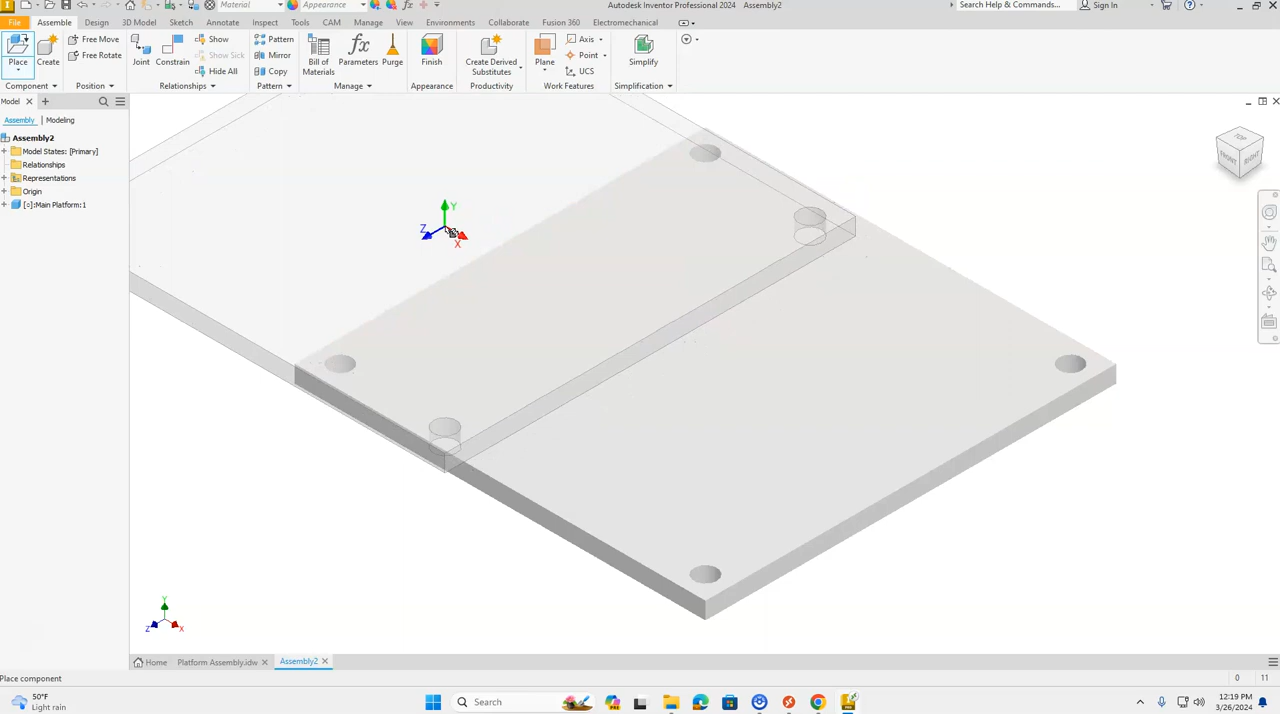 Material
Appearance
Autodesk Inventor Professional 2024 Assembly2
Search Help & Commands...
Sign In
File
Assemble
Design
3D Model
Sketch
Annotate
Inspect
Tools
CAM
Manage
View
Environments
Collaborate
Fusion 360
Electromechanical
Place
Create
Free Move
Free Rotate
Joint
Constrain
Show
Show Sick
Hide All
Pattern
Mirror
Copy
Bill of
Materials
Parameters
Purge
Finish
Create Derived
Substitutes
Plane
Axis
Point
UCS
Simplify
Component
Position
Relationships
Pattern
Manage
Appearance
Productivity
Work Features
Simplification
Model
Assembly
Modeling
Assembly2
Model States: [Primary]
Relationships
Representations
Origin
Main Platform:1
TOP
FRONT
RIGHT
Y
Z
X
Y
Z
X
Home
Platform Assembly.idw
Assembly2
Place component
0
11
50°F
Light rain
Search
12:19 PM
3/26/2024